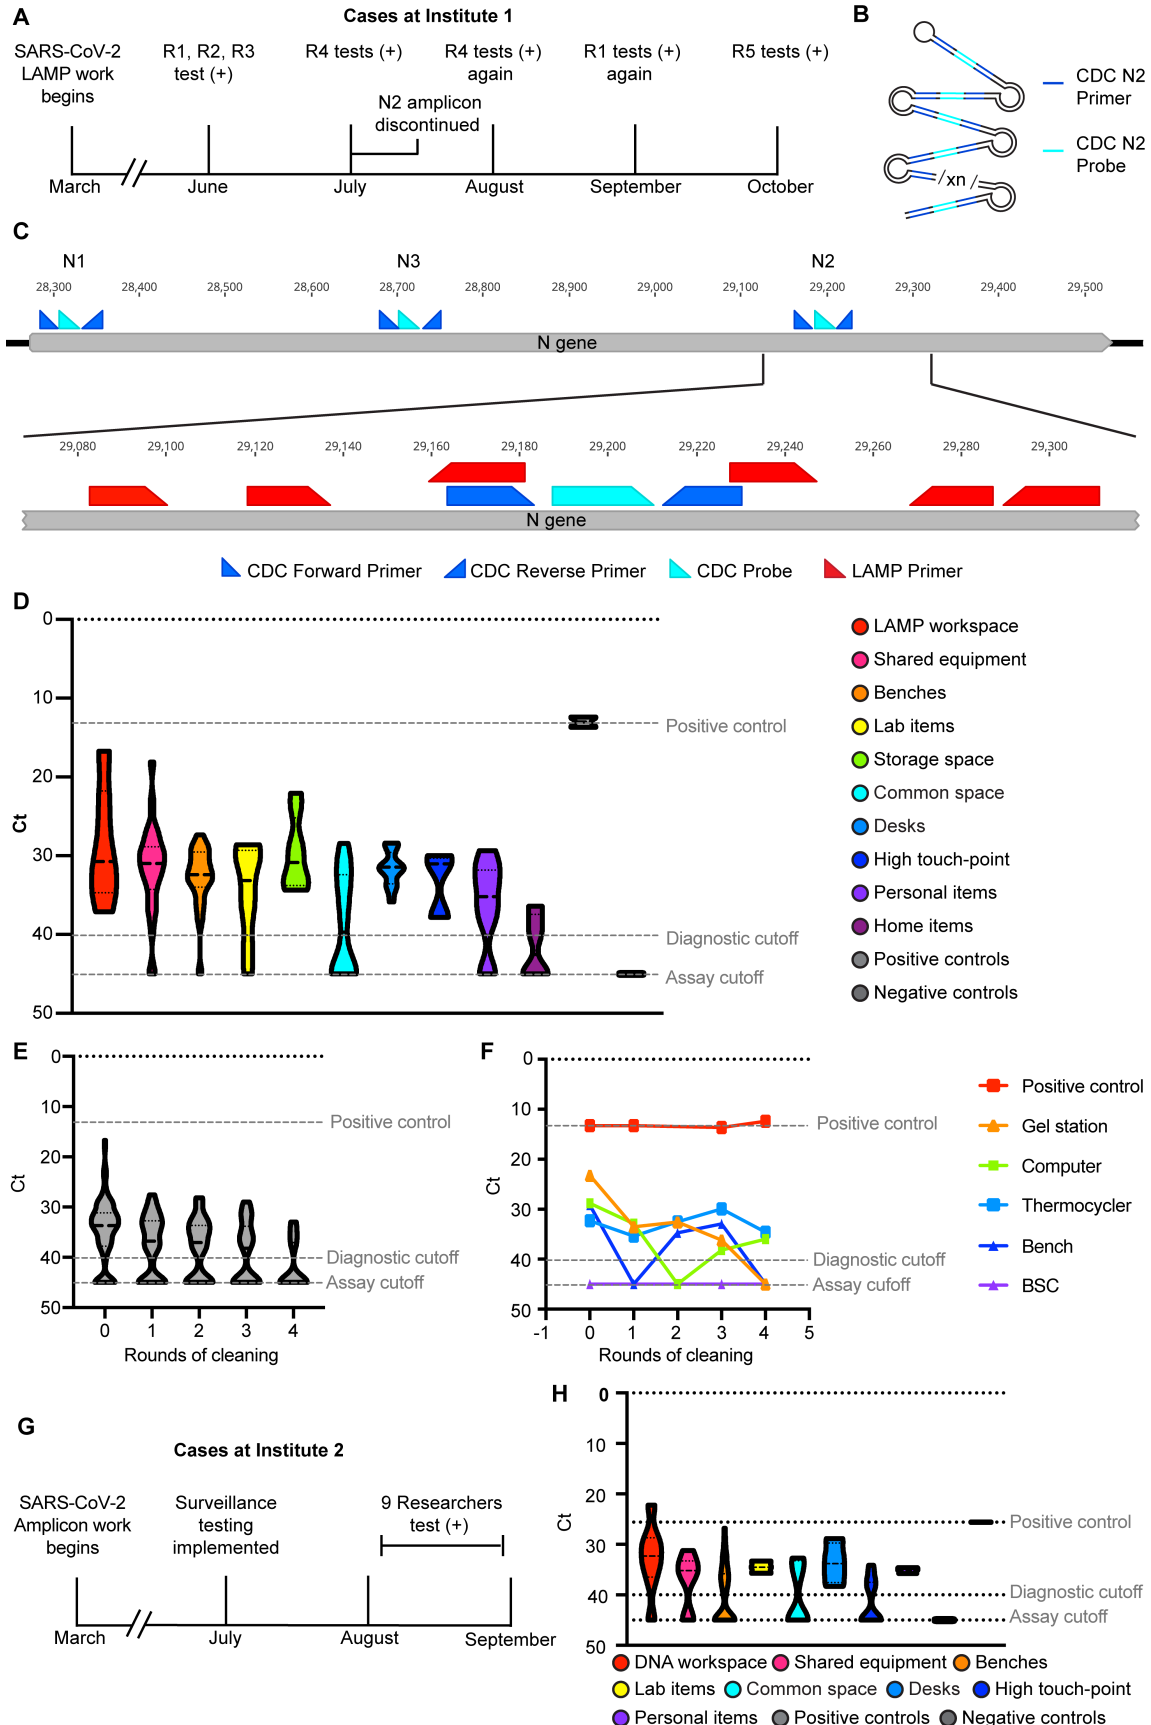 A
Cases at Institute 1
SARS-CoV-2
LAMP work
begins
R1, R2, R3
test (+)
R4 tests (+)
N2 amplicon
discontinued
R4 tests (+)
again
R1 tests (+)
again
R5 tests (+)
March
June
July
August
September
October
B
CDC N2
Primer
CDC N2
Probe
xn
C
N1
N3
N2
28,300
28,400
28,500
28,600
28,700
28,800
28,900
29,000
29,100
29,200
29,300
29,400
29,500
N gene
29,080
29,100
29,120
29,140
29,160
29,180
29,200
29,220
29,240
29,260
29,280
29,300
N gene
CDC Forward Primer
CDC Reverse Primer
CDC Probe
LAMP Primer
D
0
10
20
30
40
50
Ct
Positive control
Diagnostic cutoff
Assay cutoff
LAMP workspace
Shared equipment
Benches
Lab items
Storage space
Common space
Desks
High touch-point
Personal items
Home items
Positive controls
Negative controls
E
0
10
20
30
40
50
Ct
Positive control
Diagnostic cutoff
Assay cutoff
0
1
2
3
4
Rounds of cleaning
F
0
10
20
30
40
50
Ct
Positive control
Diagnostic cutoff
Assay cutoff
-1
0
1
2
3
4
5
Rounds of cleaning
Positive control
Gel station
Computer
Thermocycler
Bench
BSC
G
Cases at Institute 2
SARS-CoV-2
Amplicon work
begins
Surveillance
testing
implemented
9 Researchers
test (+)
March
July
August
September
H
0
10
20
30
40
50
Ct
Positive control
Diagnostic cutoff
Assay cutoff
DNA workspace
Shared equipment
Benches
Lab items
Common space
Desks
High touch-point
Personal items
Positive controls
Negative controls